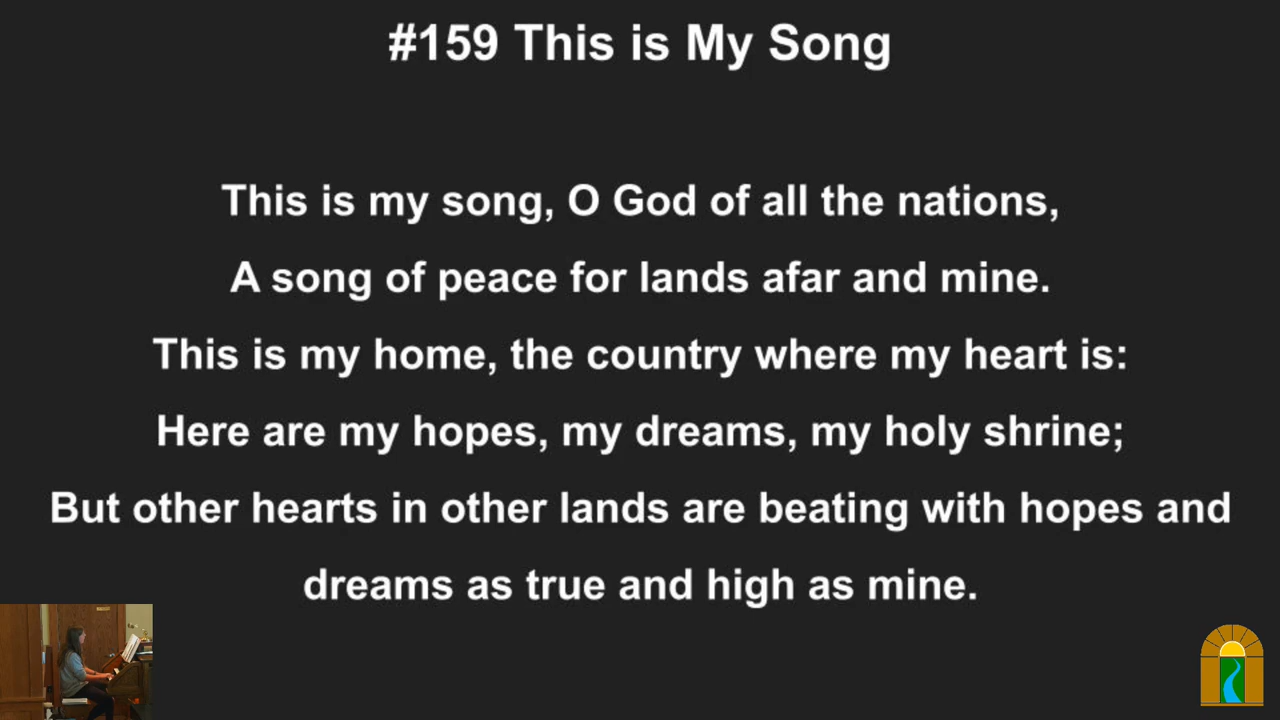 #159 This is My Song
This is my song, O God of all the nations,
A song of peace for lands afar and mine.
This is my home, the country where my heart is:
Here are my hopes, my dreams, my holy shrine;
But other hearts in other lands are beating with hopes and
dreams as true and high as mine.